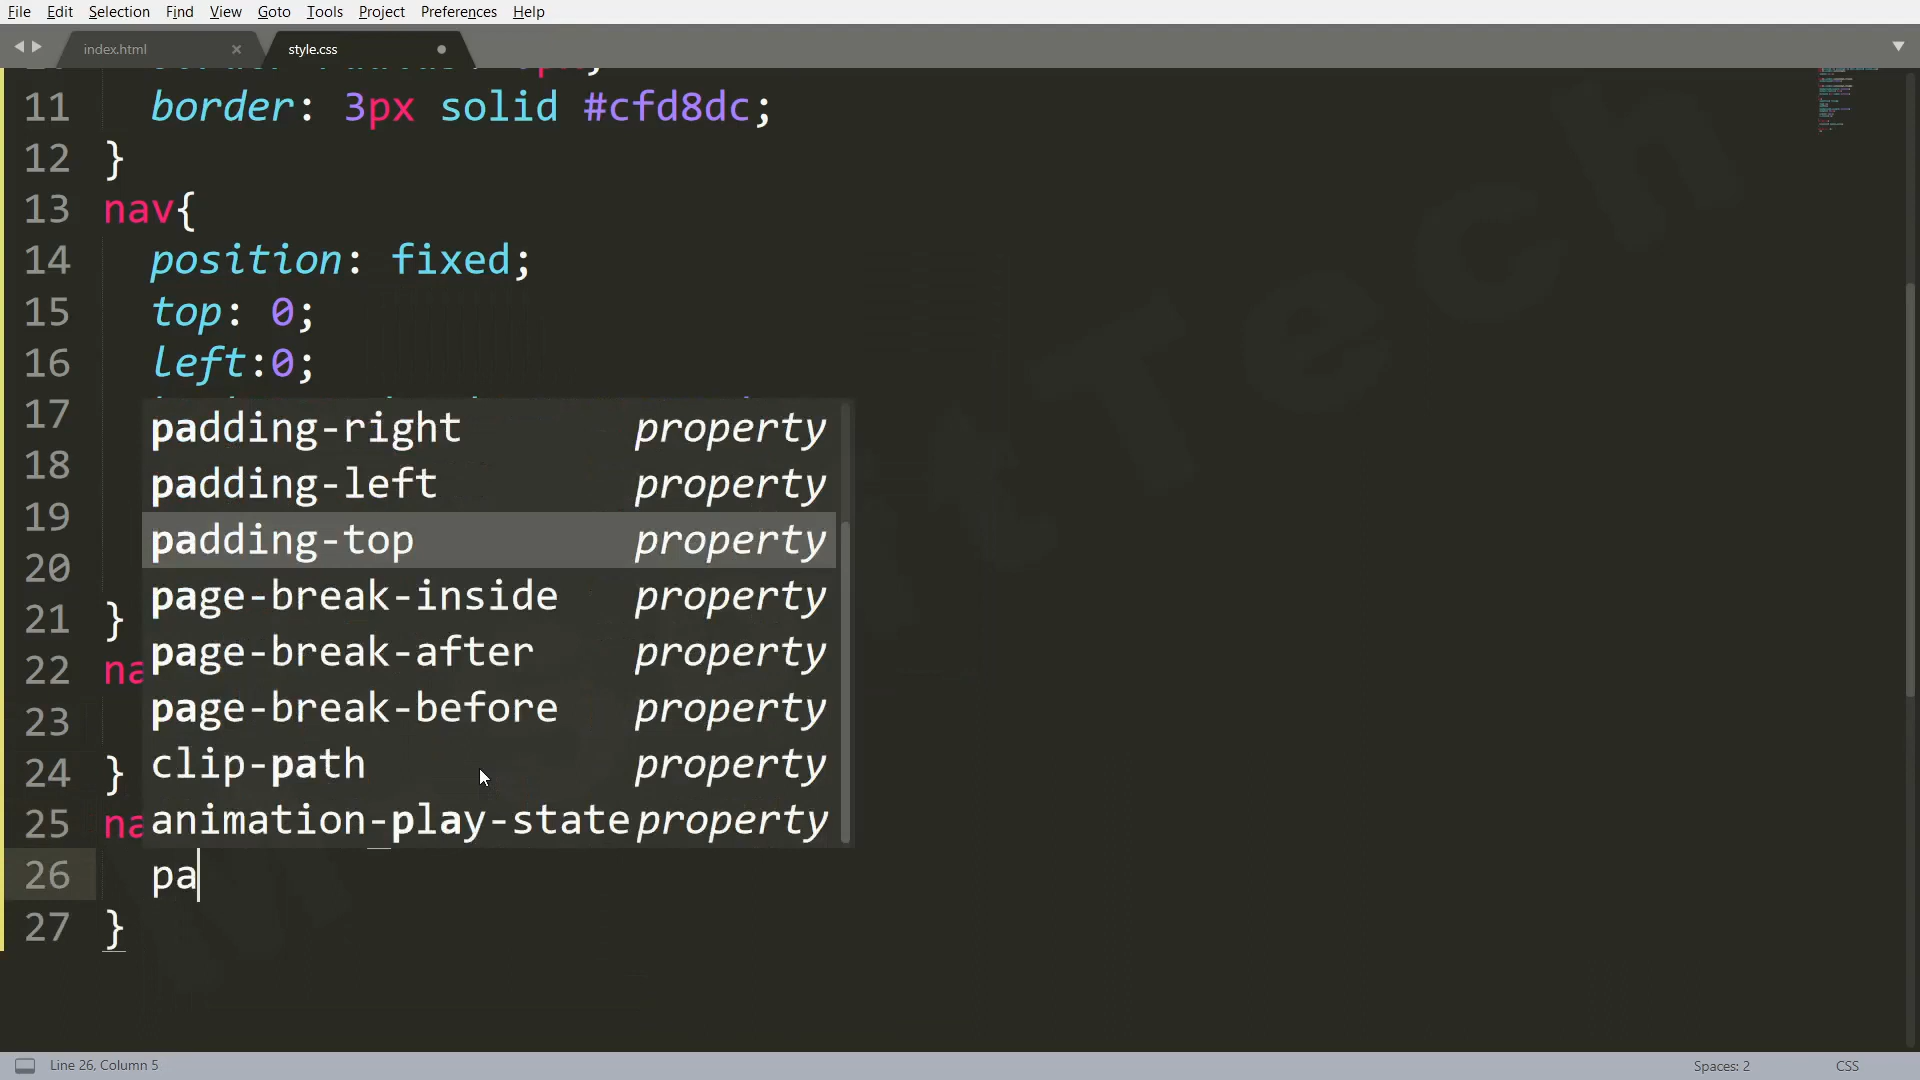 File Edit Selection Find View Goto Tools Project Preferences Help
index.html style.css
11 border: 3px solid #cfd8dc;
12 }
13 nav{
14 position: fixed;
15 top: 0;
16 left:0;
17
padding-right property
18 padding-left property
19 padding-top property
20 page-break-inside property
21 } page-break-after property
22 na page-break-before property
23
24 } clip-path property
25 na animation-play-state property
26 pa
27 }
Line 26, Column 5 Spaces: 2 CSS